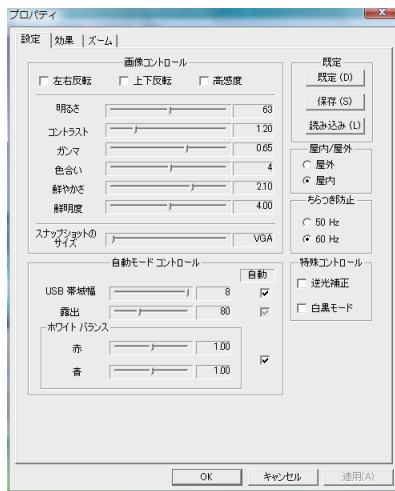 プロパティ
設定 効果 ズーム
画像コントロール
左右反転 上下反転 高感度
明るさ 63
コントラスト 1.20
ガンマ 0.65
色合い 4
鮮やかさ 2.10
鮮明度 4.00
スナップショットの
サイズ VGA
自動モード コントロール
自動
USB 帯域幅 8
露出 80
ホワイト バランス
赤 1.00
青 1.00
既定
既定 (D)
保存 (S)
読み込み (L)
屋内/屋外
屋外
屋内
ちらつき防止
50 Hz
60 Hz
特殊コントロール
逆光補正
白黒モード
OK キャンセル 適用(A)